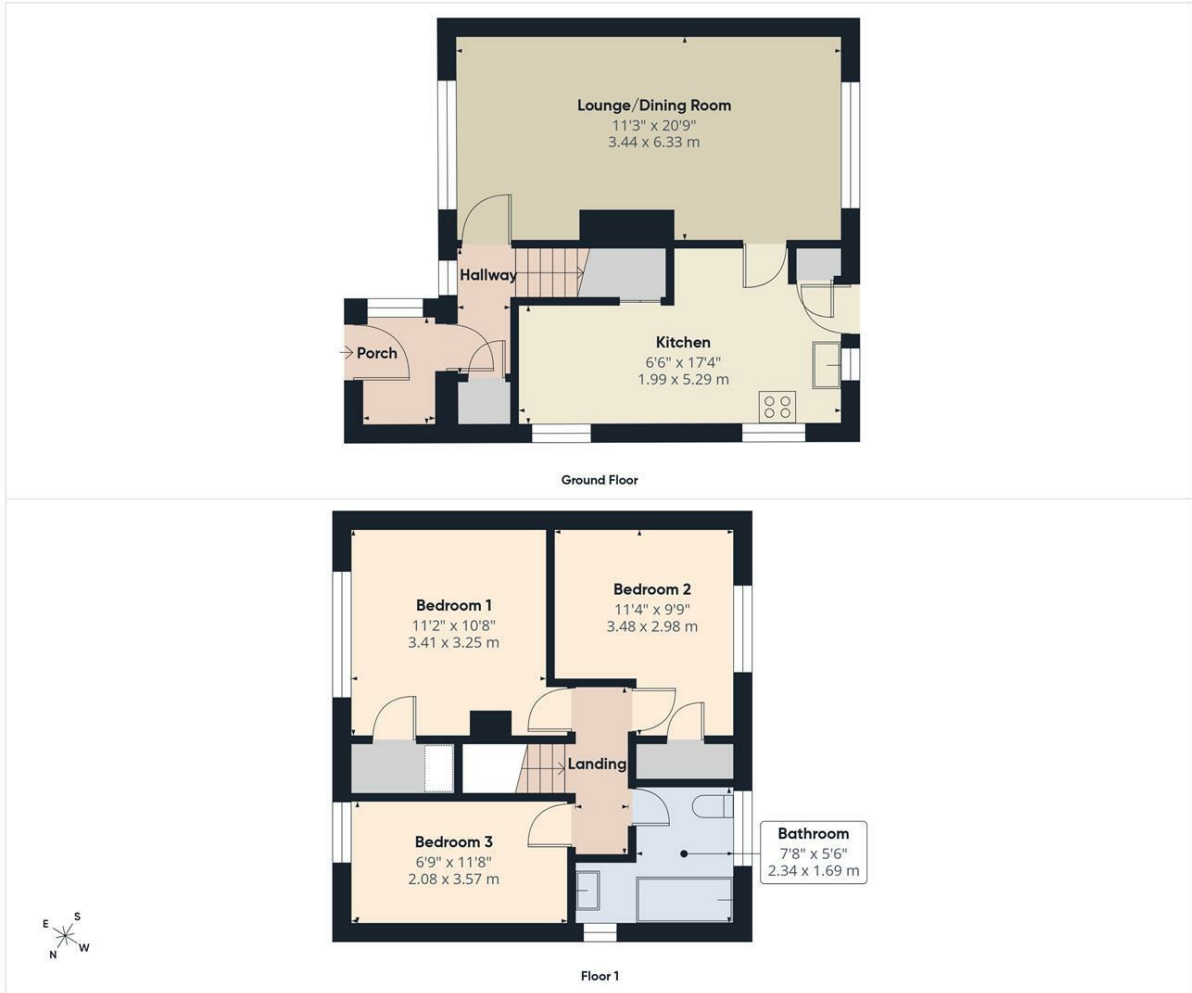 Lounge/Dining Room
11'3" x 20'9"
3.44 x 6.33 m
Hallway
Porch
Kitchen
6'6" x 17'4"
1.99 x 5.29 m
Ground Floor
Bedroom 1
11'2" x 10'8"
3.41 x 3.25 m
Bedroom 2
11'4" x 9'9"
3.48 x 2.98 m
Landing
Bedroom 3
6'9" x 11'8"
2.08 x 3.57 m
Bathroom
7'8" x 5'6"
2.34 x 1.69 m
E
S
N
W
Floor 1